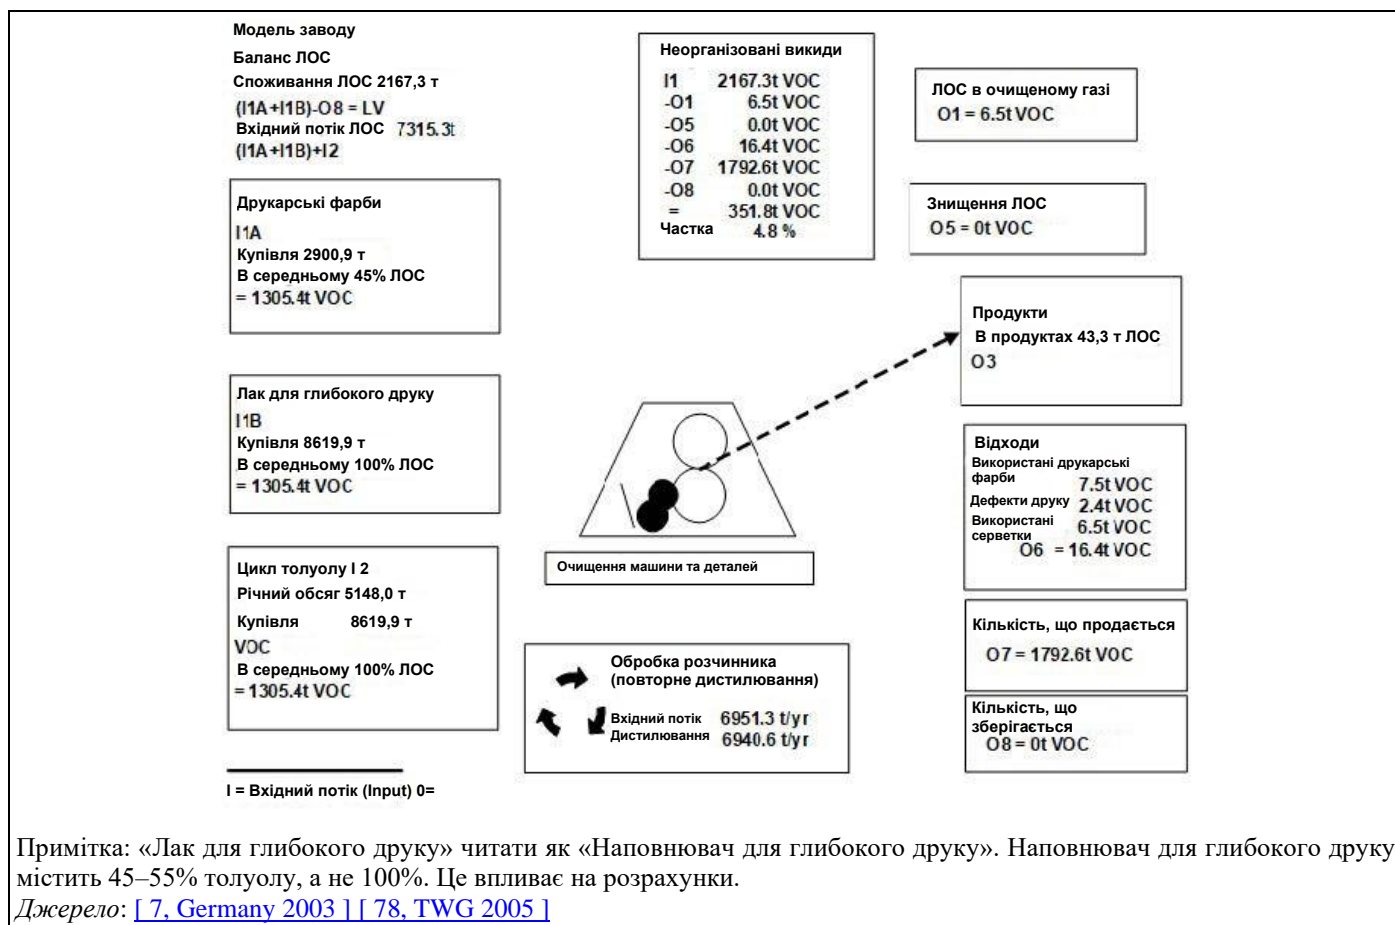 Модель заводу
Баланс ЛОС
Споживання ЛОС 2167,3 т
(I1A+I1B)-O8 = LV
Вхідний потік ЛОС 7315.3t
(I1A+I1B)+I2
Друкарські фарби
I1A
Купівля 2900,9 т
В середньому 45% ЛОС
= 1305.4t VOC
Лак для глибокого друку
I1B
Купівля 8619,9 т
В середньому 100% ЛОС
= 1305.4t VOC
Цикл толуолу I 2
Річний обсяг 5148,0 т
Купівля 8619,9 т
VOC
В середньому 100% ЛОС
= 1305.4t VOC
I = Вхідний потік (Input) 0=
Неорганізовані викиди
I1 2167.3t VOC
-O1 6.5t VOC
-O5 0.0t VOC
-O6 16.4t VOC
-O7 1792.6t VOC
-O8 0.0t VOC
= 351.8t VOC
Частка 4.8 %
Очищення машини та деталей
Обробка розчинника
(повторне дистилювання)
Вхідний потік 6951.3 t/yr
Дистилювання 6940.6 t/yr
ЛОС в очищеному газі
O1 = 6.5t VOC
Знищення ЛОС
O5 = 0t VOC
Продукти
В продуктах 43,3 т ЛОС
O3
Відходи
Використані друкарські
фарби 7.5t VOC
Дефекти друку 2.4t VOC
Використані 6.5t VOC
серветки
O6 = 16.4t VOC
Кількість, що продається
O7 = 1792.6t VOC
Кількість, що
зберігається
O8 = 0t VOC
Примітка: «Лак для глибокого друку» читати як «Наповнювач для глибокого друку». Наповнювач для глибокого друку
містить 45–55% толуолу, а не 100%. Це впливає на розрахунки.
Джерело: [ 7, Germany 2003 ] [ 78, TWG 2005 ]